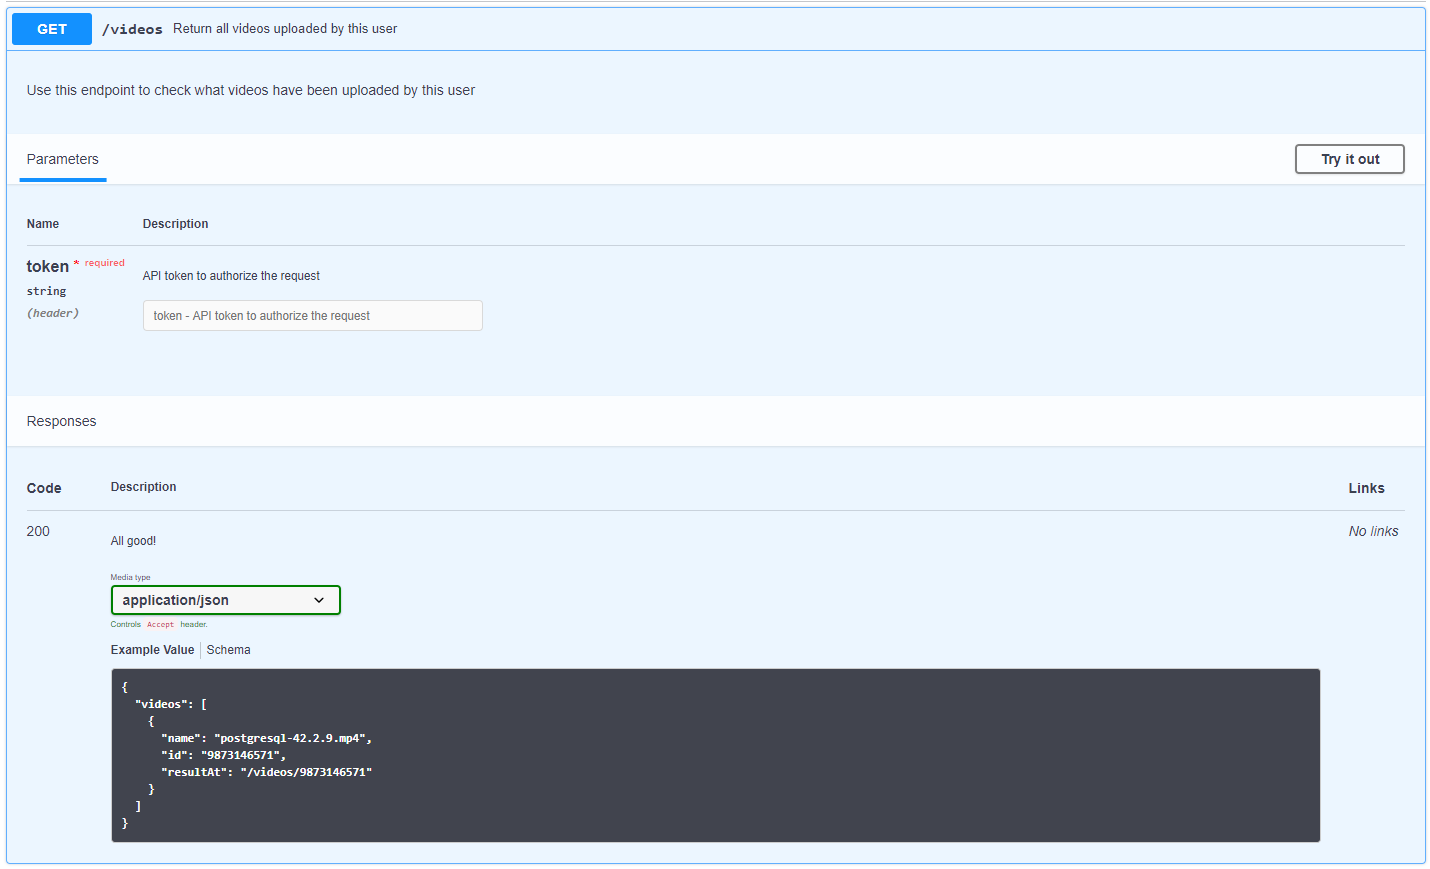 GET /videos Return all videos uploaded by this user
Use this endpoint to check what videos have been uploaded by this user
Parameters
Try it out
Name Description
token * required
API token to authorize the request
string
(header)
token - API token to authorize the request
Responses
Code Description Links
200
All good!
No links
Media type
application/json
Controls Accept header.
Example Value Schema
{
  "videos": [
    {
      "name": "postgresql-42.2.9.mp4",
      "id": "9873146571",
      "resultAt": "/videos/9873146571"
    }
  ]
}